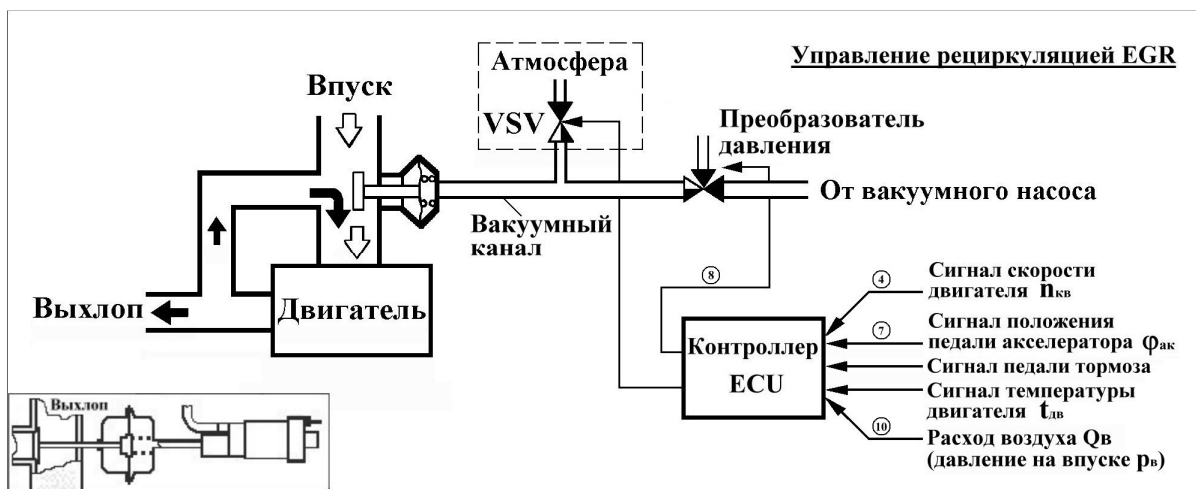 Управление рециркуляцией EGR
Атмосфера
Впуск
VSV
Преобразователь
давления
От вакуумного насоса
Вакуумный
канал
Выхлоп
Двигатель
8
Контроллер
ECU
4
Сигнал скорости
двигателя nкв
7
Сигнал положения
педали акселератора φак
Сигнал педали тормоза
Сигнал температуры
двигателя tдв
10
Расход воздуха Qв
(давление на впуске pв)
Выхлоп